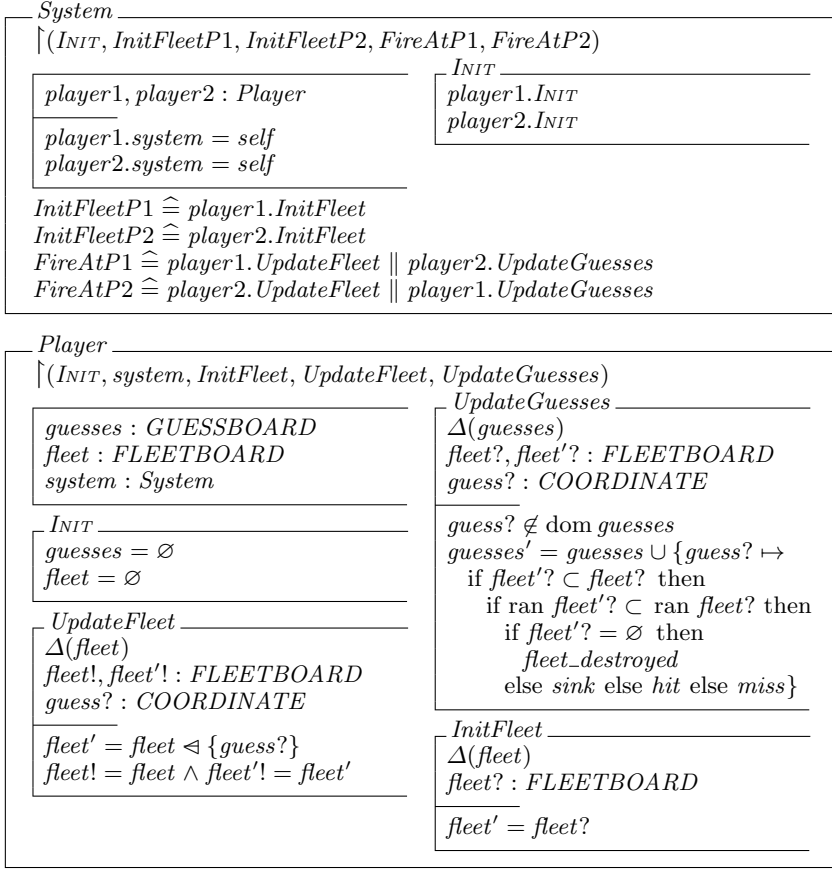 System
↾(INIT, InitFleetP1, InitFleetP2, FireAtP1, FireAtP2)
player1, player2 : Player
player1.system = self
player2.system = self
INIT
player1.INIT
player2.INIT
InitFleetP1 ≙ player1.InitFleet
InitFleetP2 ≙ player2.InitFleet
FireAtP1 ≙ player1.UpdateFleet ∥ player2.UpdateGuesses
FireAtP2 ≙ player2.UpdateFleet ∥ player1.UpdateGuesses
Player
↾(INIT, system, InitFleet, UpdateFleet, UpdateGuesses)
guesses : GUESSBOARD
fleet : FLEETBOARD
system : System
INIT
guesses = ∅
fleet = ∅
UpdateFleet
Δ(fleet)
fleet!, fleet′! : FLEETBOARD
guess? : COORDINATE
fleet′ = fleet ⩤ {guess?}
fleet! = fleet ∧ fleet′! = fleet′
UpdateGuesses
Δ(guesses)
fleet?, fleet′? : FLEETBOARD
guess? : COORDINATE
guess? ∉ dom guesses
guesses′ = guesses ∪ {guess? ↦
if fleet′? ⊂ fleet? then
if ran fleet′? ⊂ ran fleet? then
if fleet′? = ∅ then
fleet_destroyed
else sink else hit else miss}
InitFleet
Δ(fleet)
fleet? : FLEETBOARD
fleet′ = fleet?